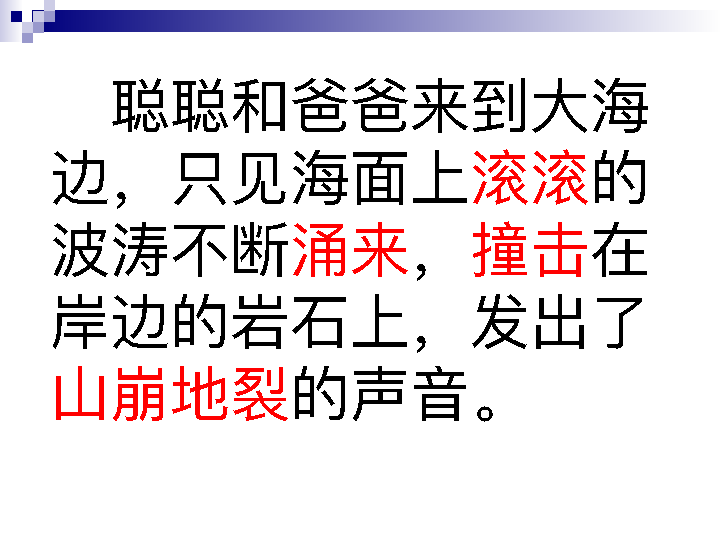 聪聪和爸爸来到大海
边，只见海面上滚滚的
波涛不断涌来，撞击在
岸边的岩石上，发出了
山崩地裂的声音。